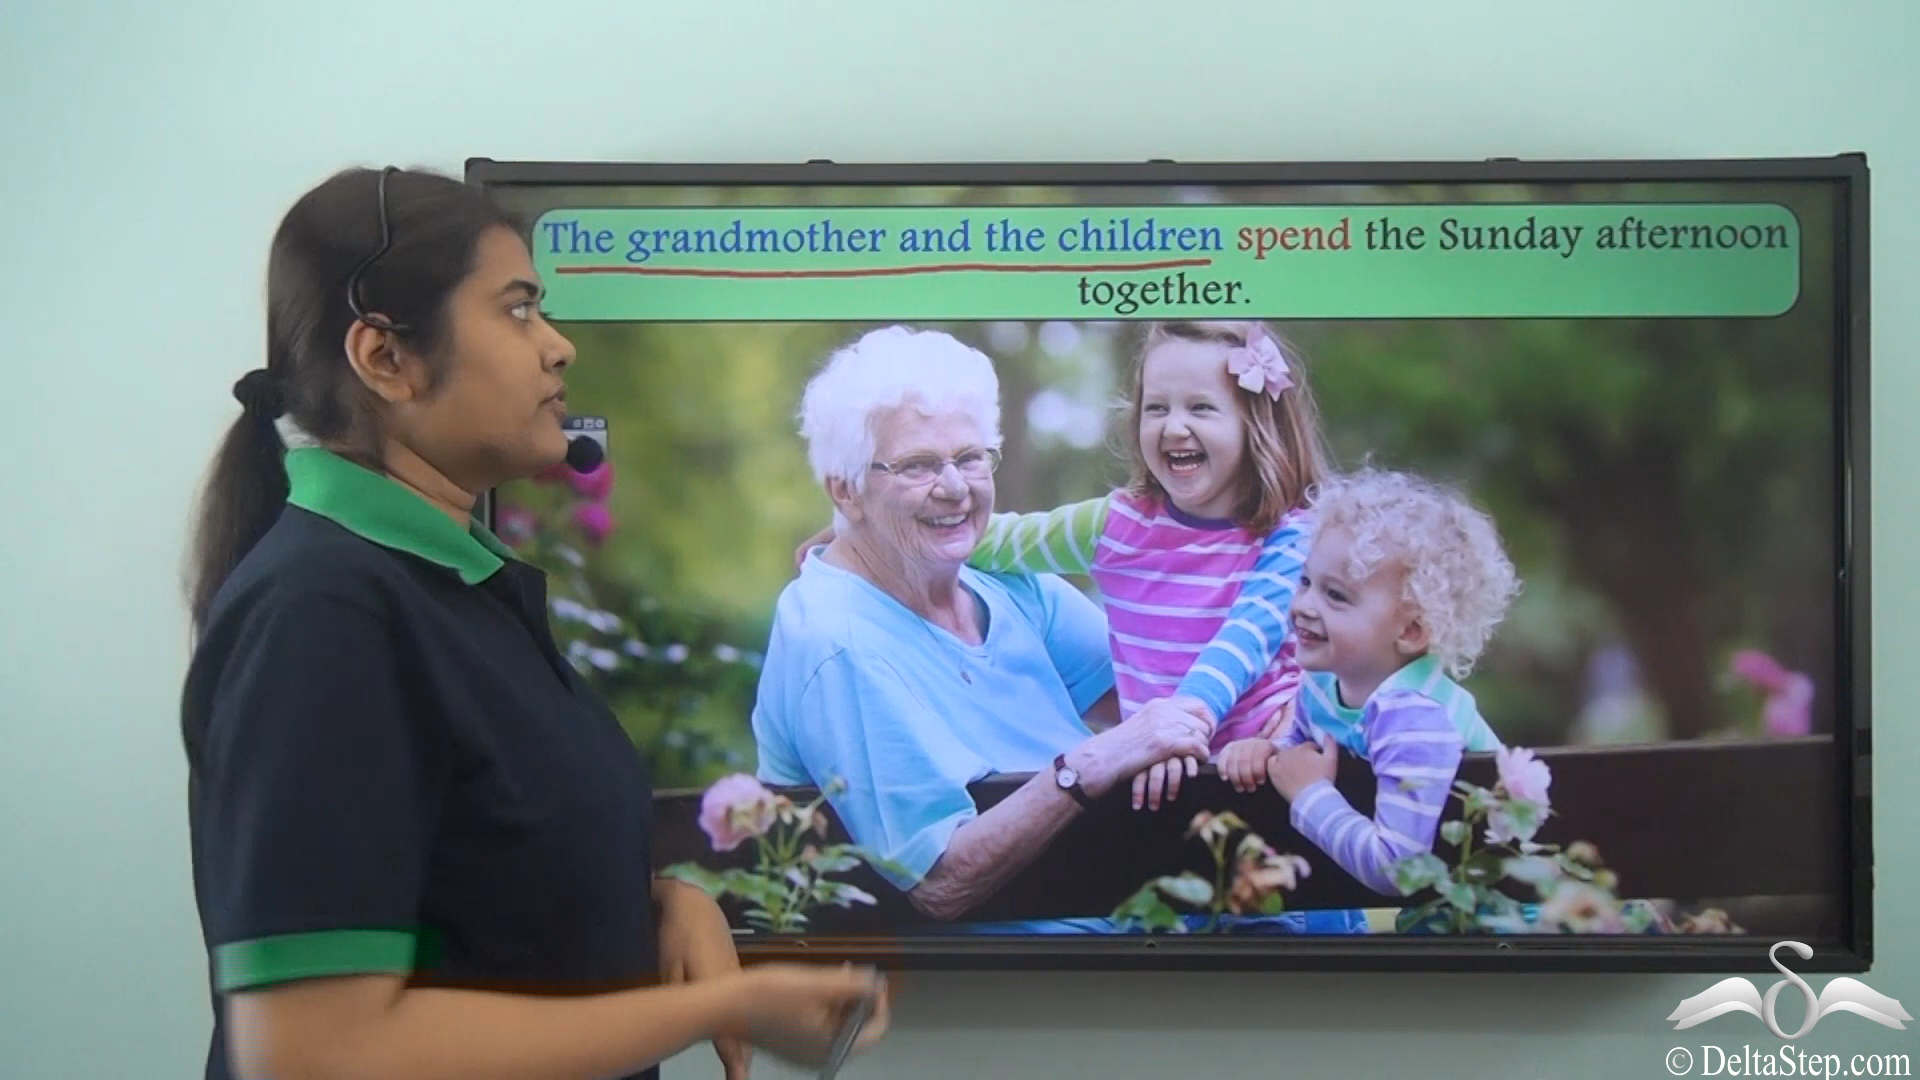 The grandmother and the children spend the Sunday afternoon
together.
© DeltaStep.com